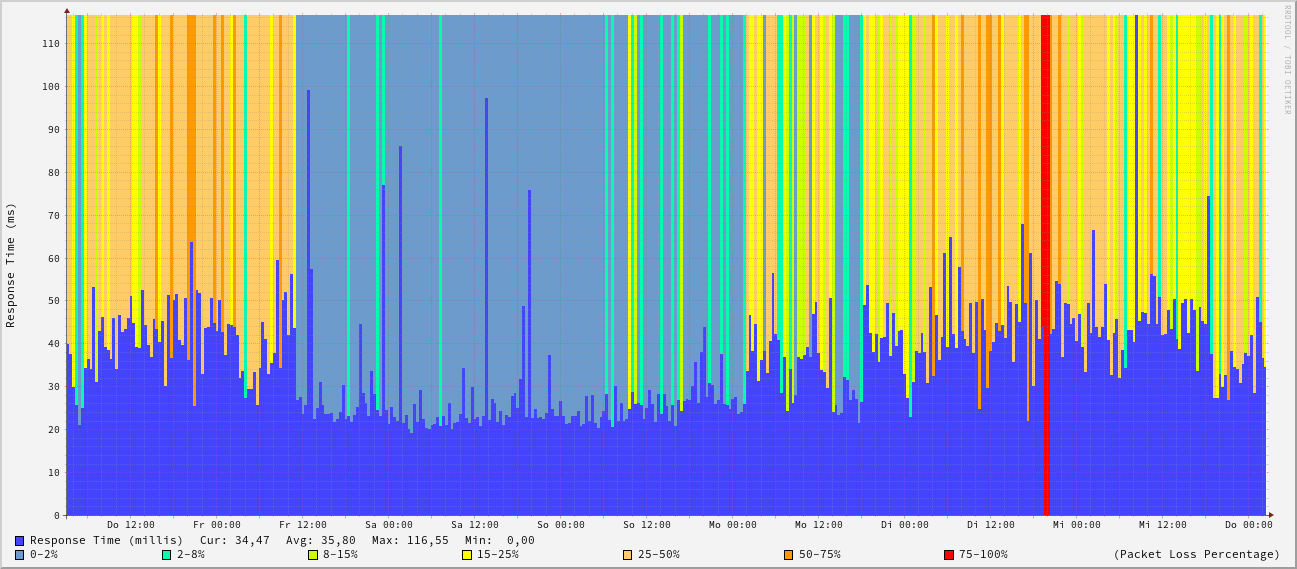 RRDTOOL / TOBI OETIKER
Response Time (ms)
110
100
90
80
70
60
50
40
30
20
10
0
Do 12:00 Fr 00:00 Fr 12:00 Sa 00:00 Sa 12:00 So 00:00 So 12:00 Mo 00:00 Mo 12:00 Di 00:00 Di 12:00 Mi 00:00 Mi 12:00 Do 00:00
Response Time (millis) Cur: 34,47 Avg: 35,80 Max: 116,55 Min: 0,00
0-2% 2-8% 8-15% 15-25% 25-50% 50-75% 75-100% (Packet Loss Percentage)